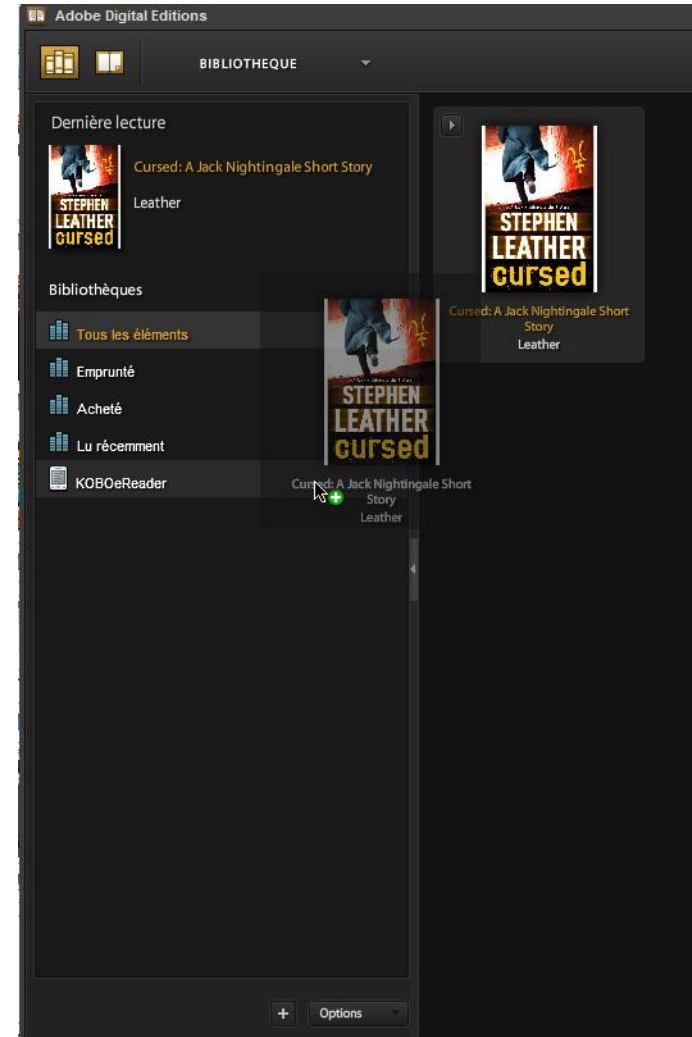 Adobe Digital Editions
BIBLIOTHEQUE
Dernière lecture
STEPHEN
LEATHER
cursed
Cursed: A Jack Nightingale Short Story
Leather
Bibliothèques
Tous les éléments
Emprunté
Acheté
Lu récemment
KOBOeReader
STEPHEN
LEATHER
cursed
Cursed: A Jack Nightingale Short
Story
Leather
STEPHEN
LEATHER
cursed
Cursed: A Jack Nightingale Short
Story
Leather
+ Options